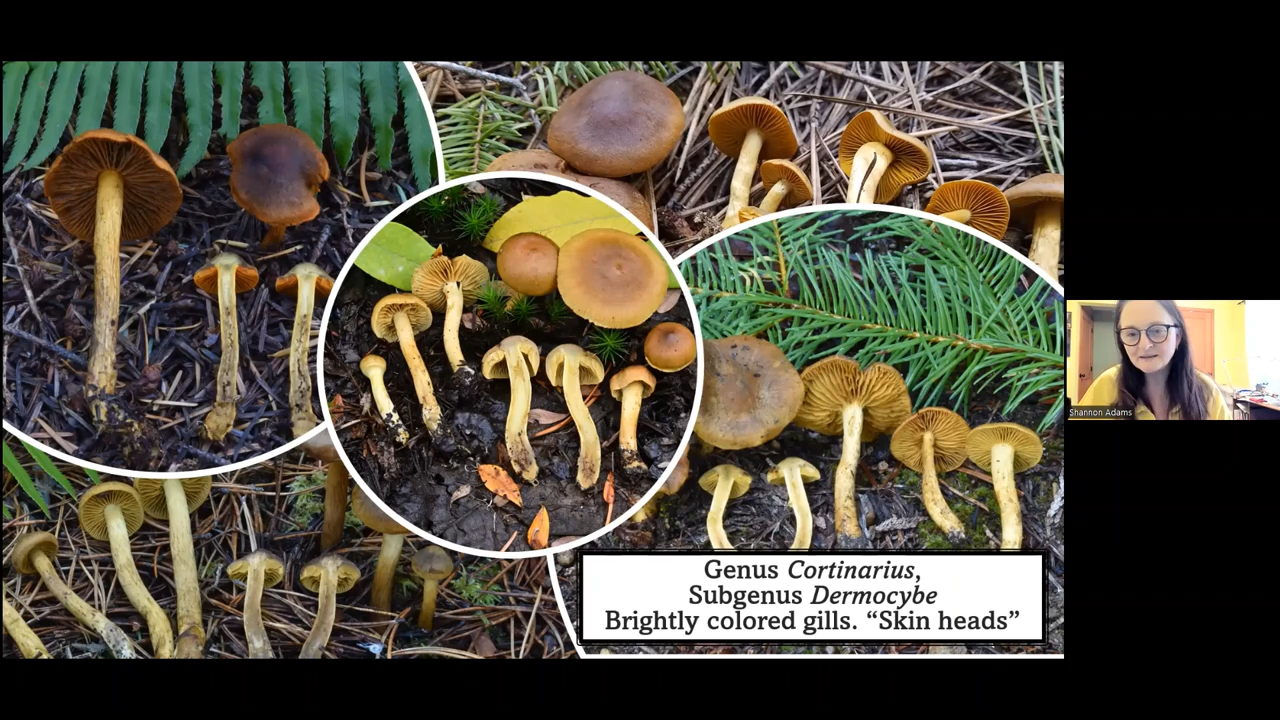 Genus Cortinarius,
Subgenus Dermocybe
Brightly colored gills. “Skin heads”
Shannon Adams